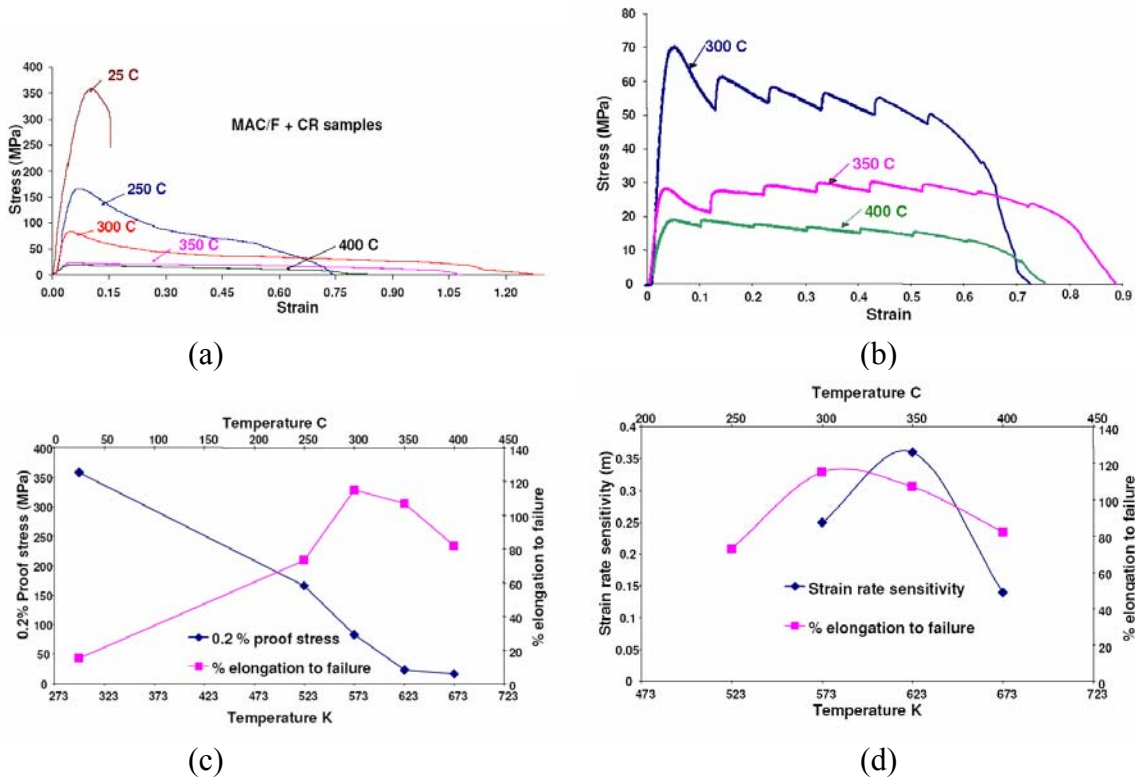 400
350
300
250
200
150
100
50
0
Stress (MPa)
25 C
MAC/F + CR samples
250 C
300 C
350 C
400 C
0.00 0.15 0.30 0.45 0.60 0.75 0.90 1.05 1.20
Strain
(a)
80
70
60
50
40
30
20
10
0
Stress (MPa)
300 C
350 C
400 C
0 0.1 0.2 0.3 0.4 0.5 0.6 0.7 0.8 0.9
Strain
(b)
Temperature C
0 50 100 150 200 250 300 350 400 450
400
350
300
250
200
150
100
50
0
0.2% Proof stress (MPa)
140
120
100
80
60
40
20
0
% elongation to failure
0.2 % proof stress
% elongation to failure
273 323 373 423 473 523 573 623 673 723
Temperature K
(c)
Temperature C
200 250 300 350 400 450
0.4
0.35
0.3
0.25
0.2
0.15
0.1
0.05
0
Strain rate sensitivity (m)
140
120
100
80
60
40
20
0
% elongation to failure
Strain rate sensitivity
% elongation to failure
473 523 573 623 673 723
Temperature K
(d)